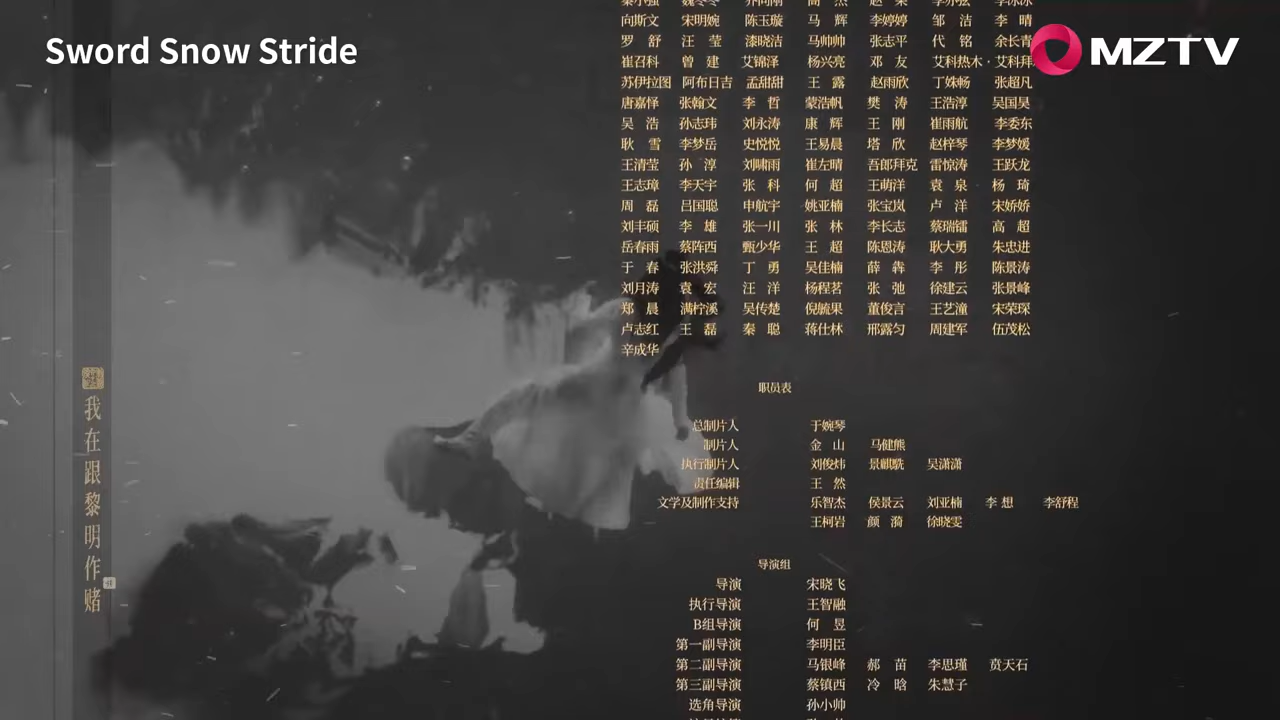 Sword Snow Stride
MZTV
向斯文 宋明婉 陈玉璇 马 辉 李婷婷 邹 洁 李 晴
罗 舒 汪 莹 漆晓洁 马帅帅 张志平 代 铭 余长青
崔召科 曾 建 艾锦泽 杨兴亮 邓 友 艾科热木·艾科拜
苏伊拉图 阿布日吉 孟甜甜 王 露 赵雨欣 丁姝畅 张超凡
唐嘉怿 张翰文 李 哲 蒙浩帆 樊 涛 王浩淳 吴国昊
吴 浩 孙志玮 刘永涛 康 辉 王 刚 崔雨航 李委东
耿 雪 李梦岳 史悦悦 王易晨 塔 欣 赵梓琴 李梦媛
王清莹 孙 淳 刘啸雨 崔左晴 吾郎拜克 雷惊涛 王跃龙
王志璋 李天宇 张 科 何 超 王萌洋 袁 泉 杨 琦
周 磊 吕国聪 申航宇 姚亚楠 张宝岚 卢 洋 宋娇娇
刘丰硕 李 雄 张一川 张 林 李长志 蔡瑞镭 高 超
岳春雨 蔡阵西 甄少华 王 超 陈恩涛 耿大勇 朱忠进
于 春 张洪舜 丁 勇 吴佳楠 薛 犇 李 彤 陈景涛
刘月涛 袁 宏 汪 洋 杨程茗 张 弛 徐建云 张景峰
郑 晨 满柠溪 吴传楚 倪毓果 董俊言 王艺潼 宋荣琛
卢志红 王 磊 秦 聪 蒋仕林 邢露匀 周建军 伍茂松
辛成华
职员表
总制片人 于婉琴
制片人 金 山 马健熊
执行制片人 刘俊炜 景麒甝 吴潇潇
责任编辑 王 然
文学及制作支持 乐智杰 侯景云 刘亚楠 李 想 李舒程
王柯岩 颜 漪 徐晓雯
导演组
导演 宋晓飞
执行导演 王智融
B组导演 何 昱
第一副导演 李明臣
第二副导演 马银峰 郝 苗 李思瑾 贲天石
第三副导演 蔡镇西 冷 晗 朱慧子
选角导演 孙小帅
我在跟黎明作赌